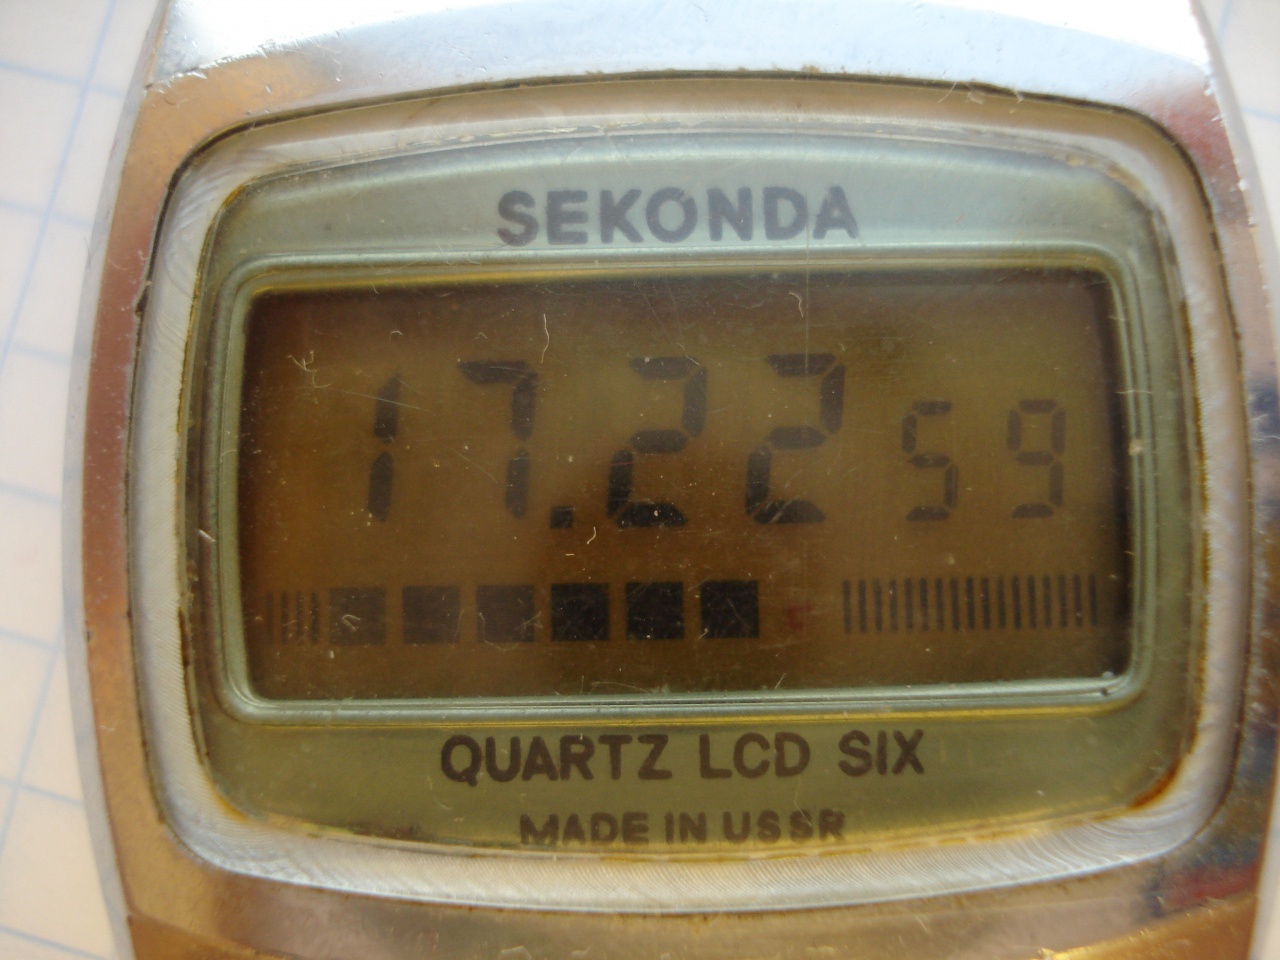 SEKONDA
17.22 59
QUARTZ LCD SIX
MADE IN USSR